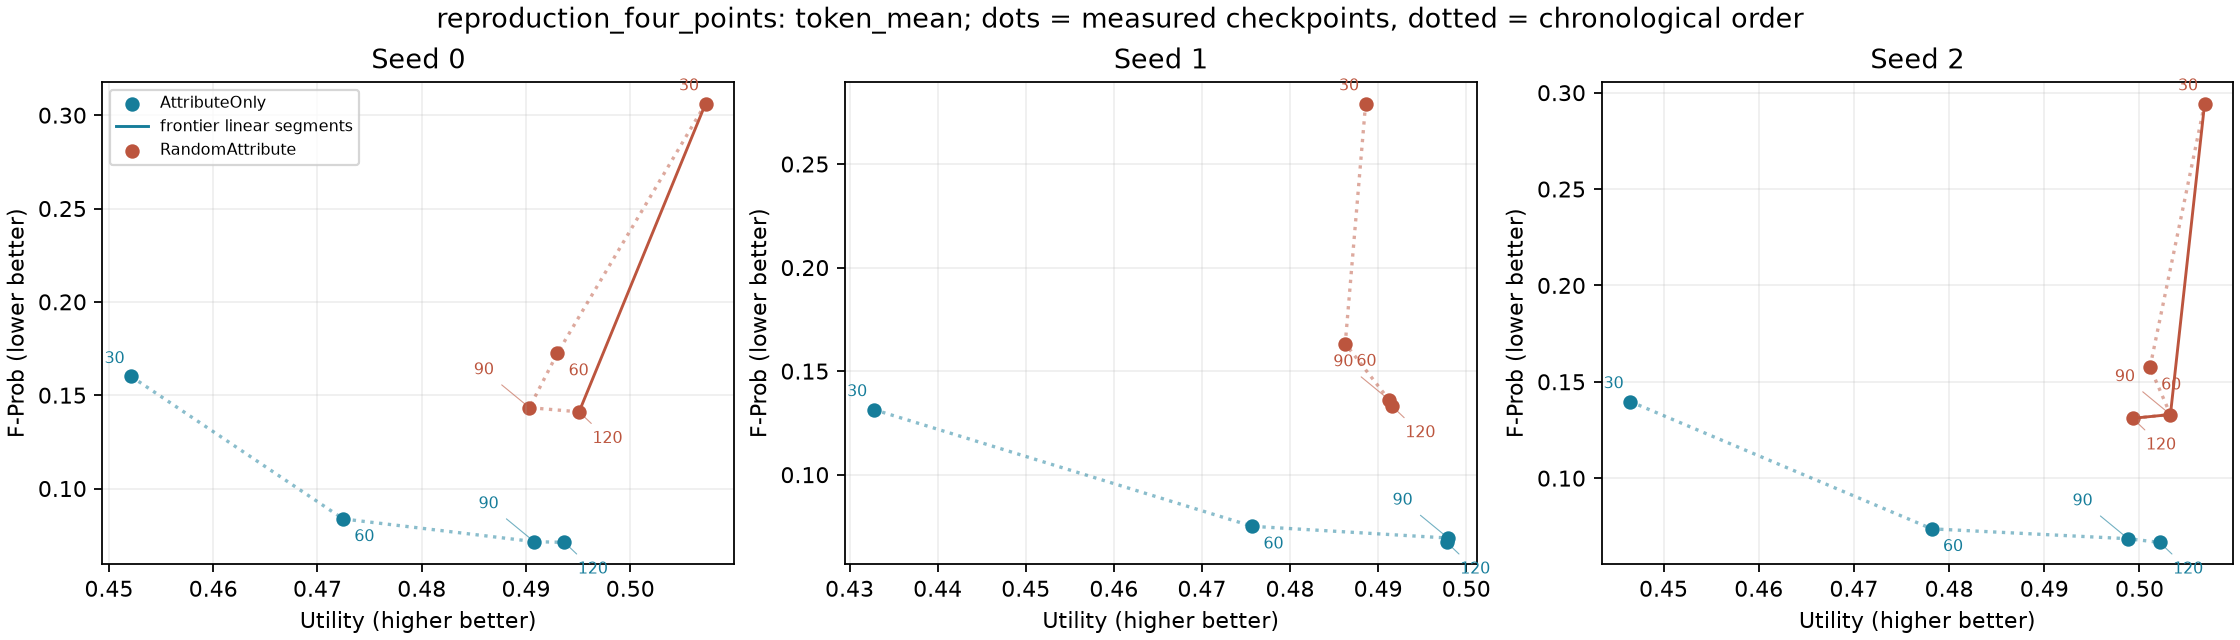 reproduction_four_points: token_mean; dots = measured checkpoints, dotted = chronological order
Seed 0
F-Prob (lower better)
0.30
0.25
0.20
0.15
0.10
AttributeOnly
frontier linear segments
RandomAttribute
30
30
90
60
120
90
60
120
0.45 0.46 0.47 0.48 0.49 0.50
Utility (higher better)
Seed 1
F-Prob (lower better)
0.25
0.20
0.15
0.10
30
90 60
30
120
90
60
120
0.43 0.44 0.45 0.46 0.47 0.48 0.49 0.50
Utility (higher better)
Seed 2
F-Prob (lower better)
0.30
0.25
0.20
0.15
0.10
30
90
60
30
120
90
60
120
0.45 0.46 0.47 0.48 0.49 0.50
Utility (higher better)